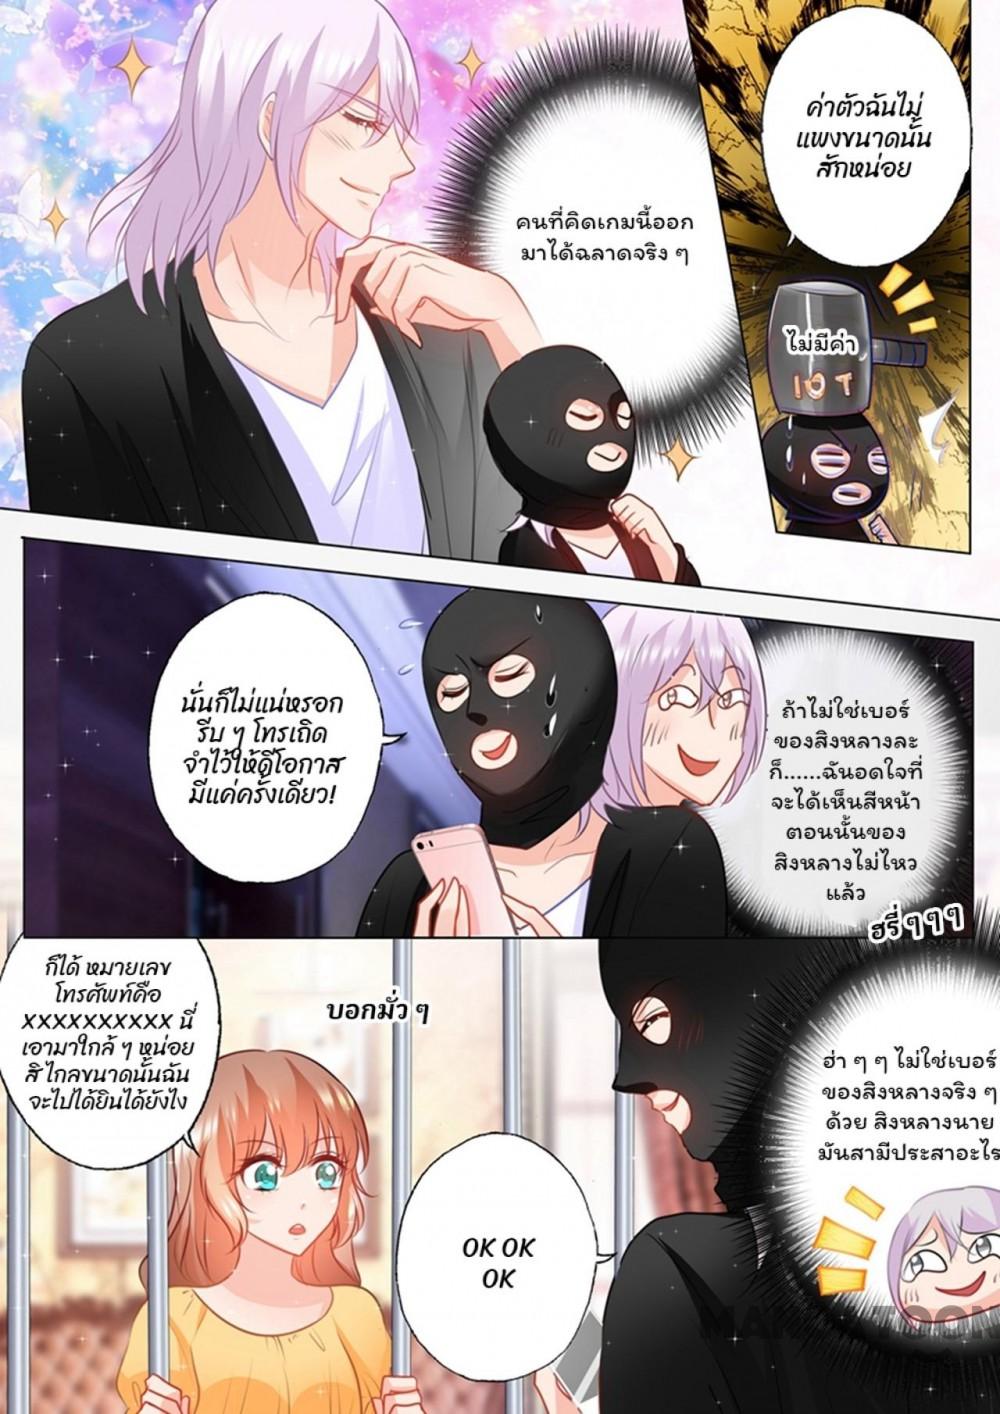 คนที่คิดเกมนี้ออก
มาได้ฉลาดจริง ๆ
ค่าตัวฉันไม่
แพงขนาดนั้น
สักหน่อย
ไม่มีค่า
10T
นั่นก็ไม่แน่หรอก
รีบ ๆ โทรเถิด
จำไว้ให้ดีโอกาส
มีแค่ครั้งเดียว!
ถ้าไม่ใช่เบอร์
ของสิงหลางละ
ก็......ฉันอดใจที่
จะได้เห็นสีหน้า
ตอนนั้นของ
สิงหลางไม่ไหว
แล้ว
ฮรี่ๆๆๆ
ก็ได้ หมายเลข
โทรศัพท์คือ
XXXXXXXXXX นี่
เอามาใกล้ ๆ หน่อย
สิ ไกลขนาดนั้นฉัน
จะไปได้ยินได้ยังไง
บอกมั่ว ๆ
OK OK
OK
ฮ่า ๆ ๆ ไม่ใช่เบอร์
ของสิงหลางจริง ๆ
ด้วย สิงหลางนาย
มันสามีประสาอะไร
MANGATOON